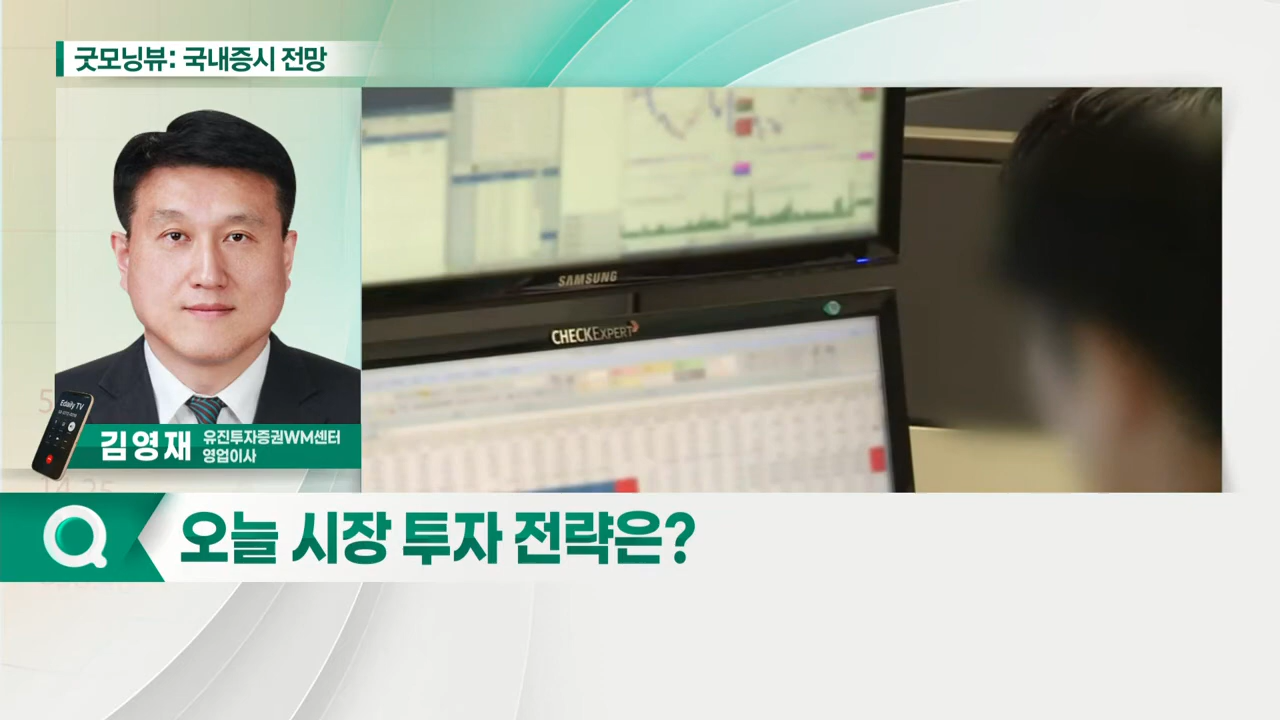 굿모닝뷰: 국내증시 전망
SAMSUNG
CHECKEXPERT
Edaily TV
김영재
유진투자증권WM센터
영업이사
Q
오늘 시장 투자 전략은?